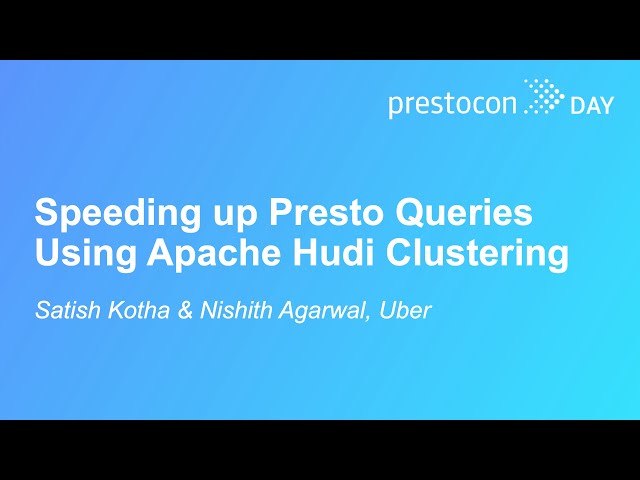 prestocon DAY
Speeding up Presto Queries
Using Apache Hudi Clustering
Satish Kotha & Nishith Agarwal, Uber